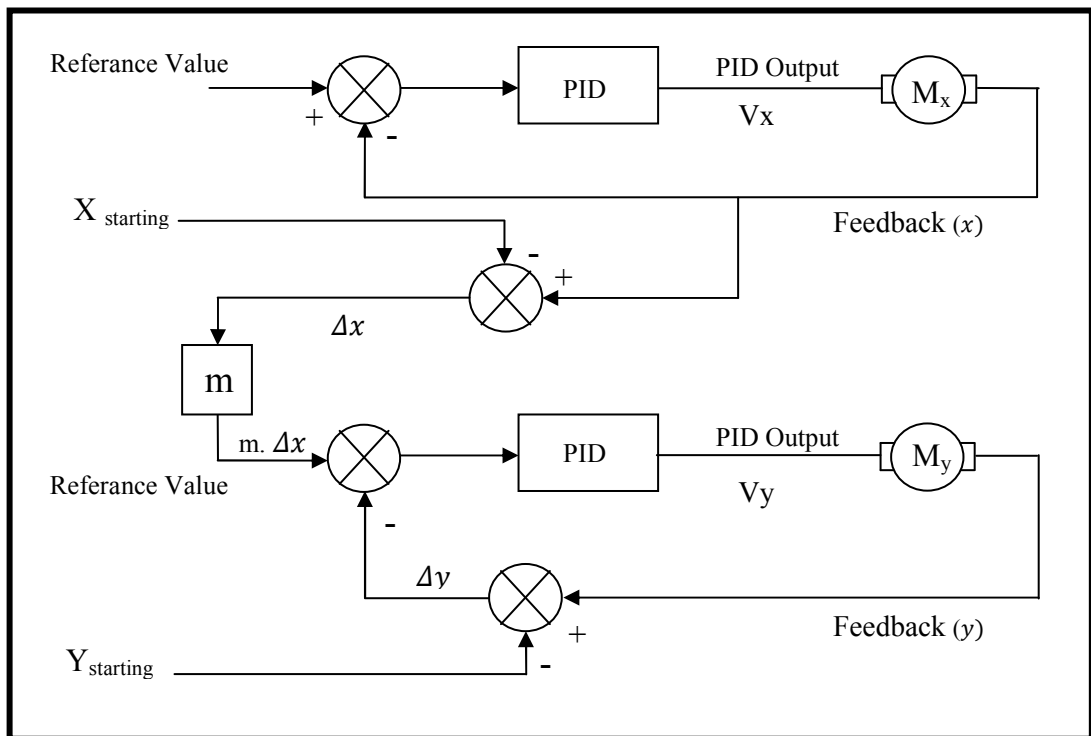 Referance Value
+
-
PID
PID Output
Vx
Mx
Feedback (𝑥)
X starting
-
+
𝛥𝑥
m
m. 𝛥𝑥
Referance Value
-
PID
PID Output
Vy
My
𝛥𝑦
+
-
Feedback (𝑦)
Ystarting